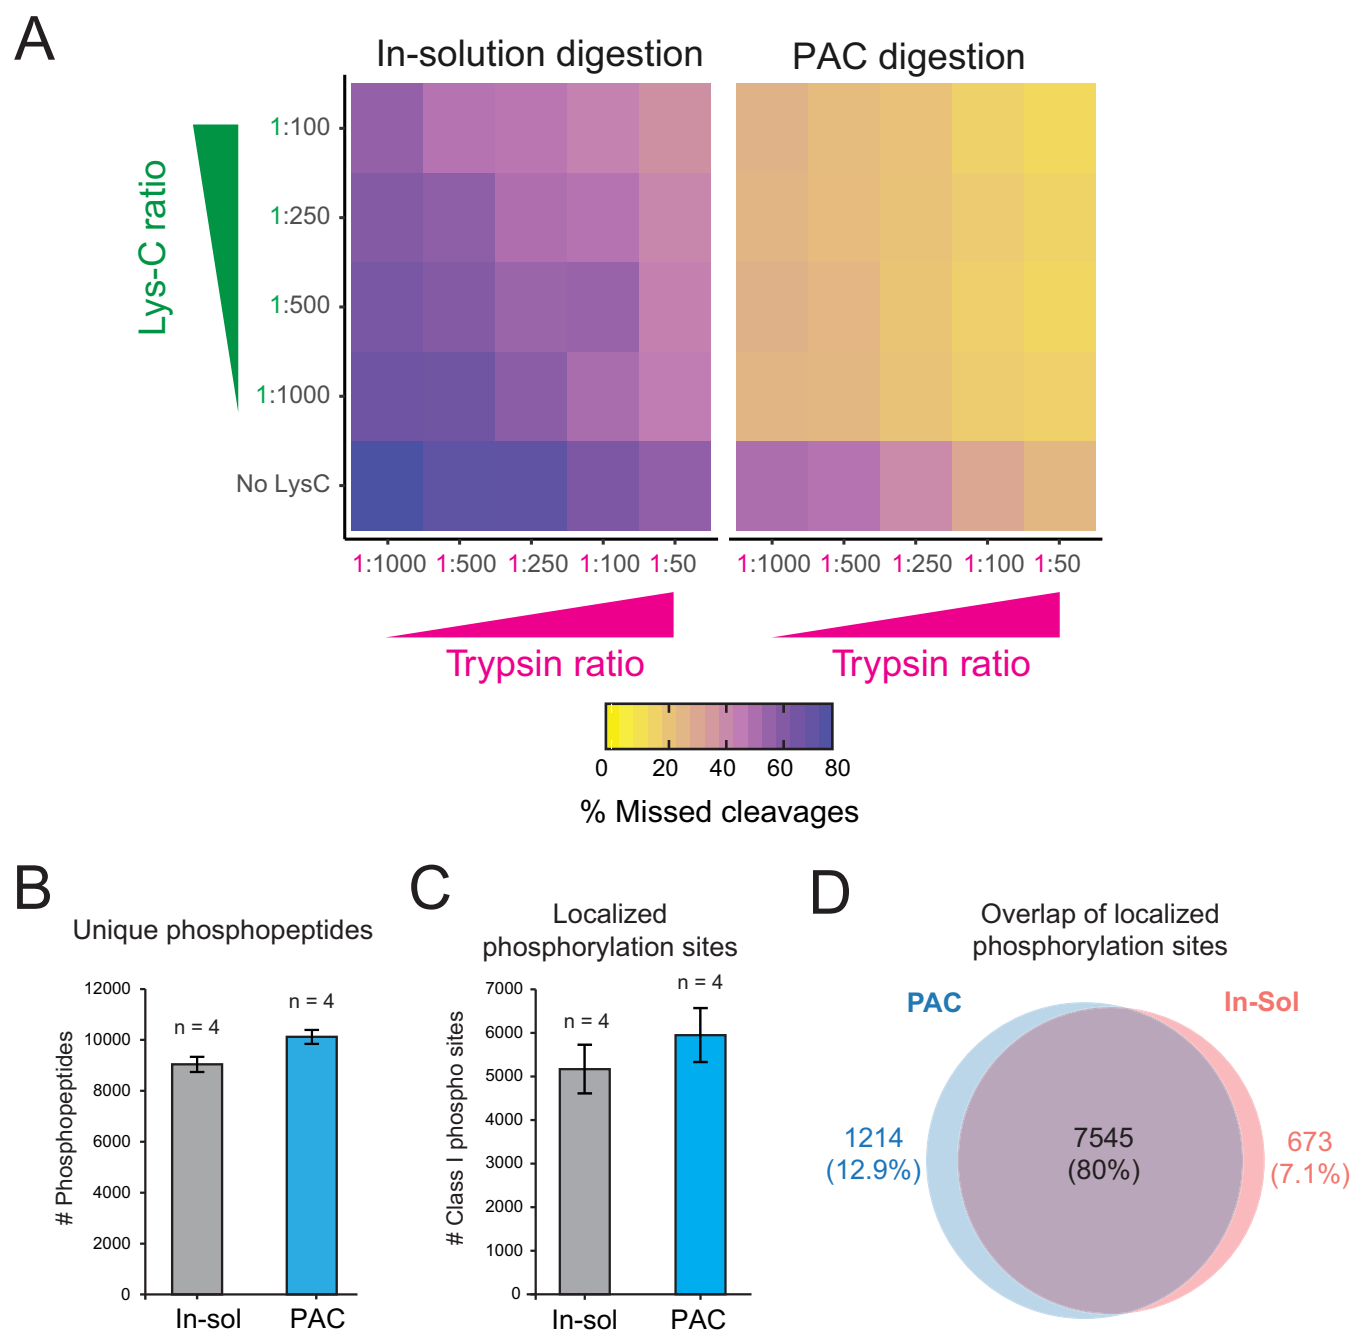 A
In-solution digestion
PAC digestion
Lys-C ratio
1:100
1:250
1:500
1:1000
No LysC
1:1000 1:500 1:250 1:100 1:50
1:1000 1:500 1:250 1:100 1:50
Trypsin ratio
Trypsin ratio
0 20 40 60 80
% Missed cleavages
B
Unique phosphopeptides
# Phosphopeptides
12000
10000
8000
6000
4000
2000
0
n = 4
n = 4
In-sol PAC
C
Localized
phosphorylation sites
# Class I phospho sites
7000
6000
5000
4000
3000
2000
1000
0
n = 4
n = 4
In-sol PAC
D
Overlap of localized
phosphorylation sites
PAC
In-Sol
1214
(12.9%)
7545
(80%)
673
(7.1%)